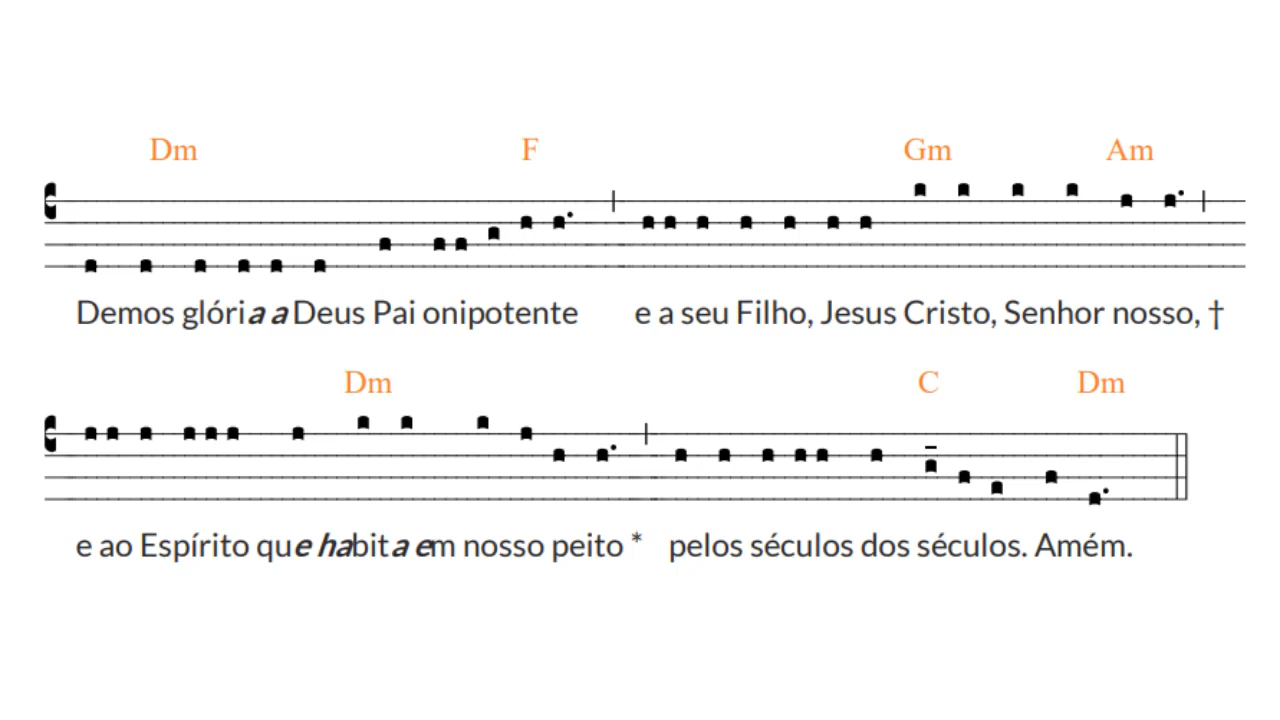 Dm F Gm Am
Demos glória a Deus Pai onipotente e a seu Filho, Jesus Cristo, Senhor nosso, †
Dm C Dm
e ao Espírito que habita em nosso peito * pelos séculos dos séculos. Amém.